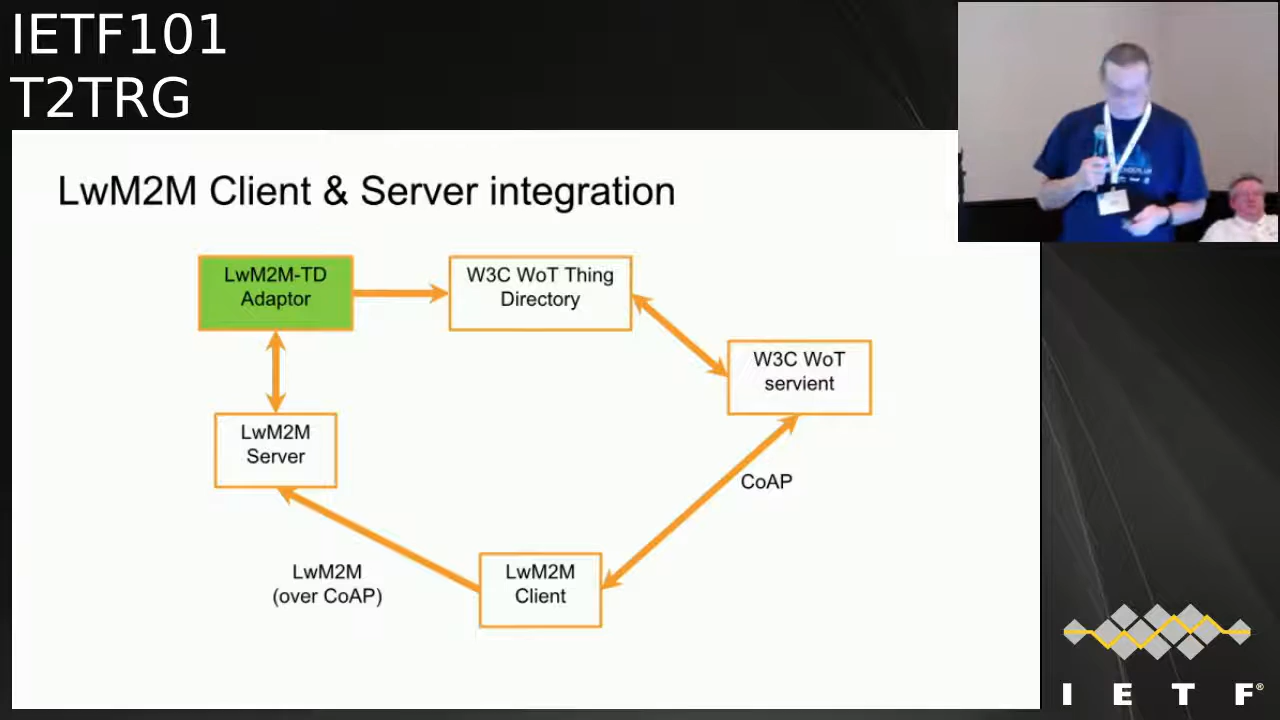 IETF101
T2TRG
LwM2M Client & Server integration
LwM2M-TD
Adaptor
W3C WoT Thing
Directory
W3C WoT
servient
LwM2M
Server
CoAP
LwM2M
(over CoAP)
LwM2M
Client
I E T F®